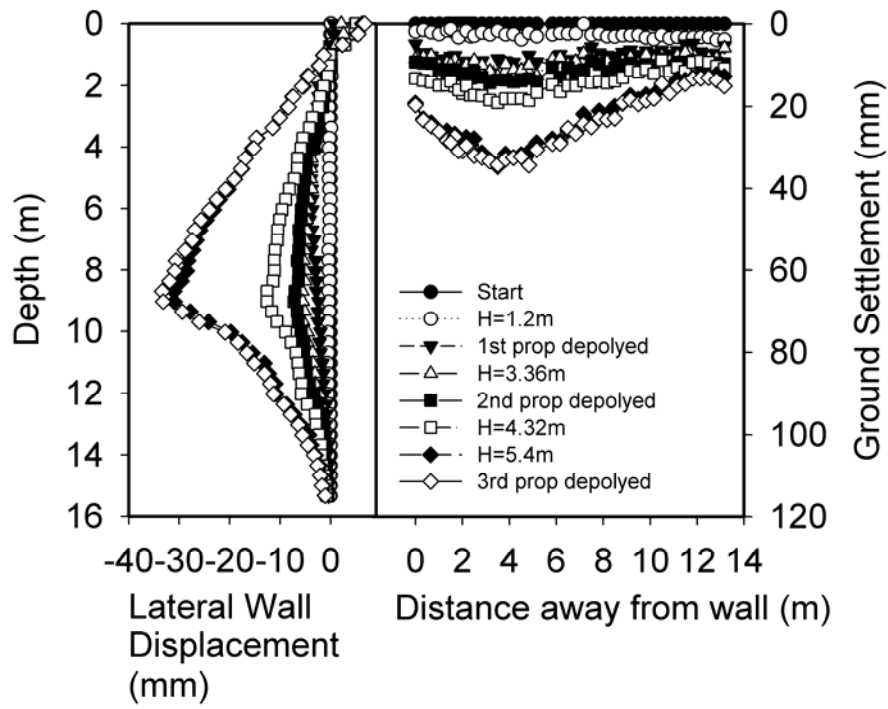 0
2
4
6
8
10
12
14
16
Depth (m)
-40-30-20-10 0
Lateral Wall
Displacement
(mm)
Start
H=1.2m
1st prop depolyed
H=3.36m
2nd prop depolyed
H=4.32m
H=5.4m
3rd prop depolyed
0 2 4 6 8 10 12 14
Distance away from wall (m)
0
20
40
60
80
100
120
Ground Settlement (mm)